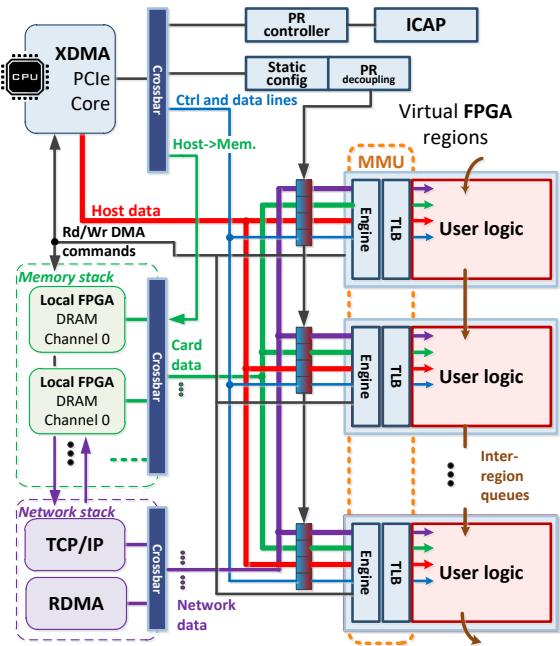 PR
controller
ICAP
XDMA
PCIe
Core
CPU
Crossbar
Static
config
PR
decoupling
Ctrl and data lines
Virtual FPGA
regions
Host->Mem.
MMU
Host data
Engine
TLB
User logic
Rd/Wr DMA
commands
Memory stack
Local FPGA
DRAM
Channel 0
Crossbar
Card
data
Local FPGA
DRAM
Channel 0
Engine
TLB
User logic
Inter-
region
queues
Network stack
TCP/IP
RDMA
Crossbar
Network
data
Engine
TLB
User logic